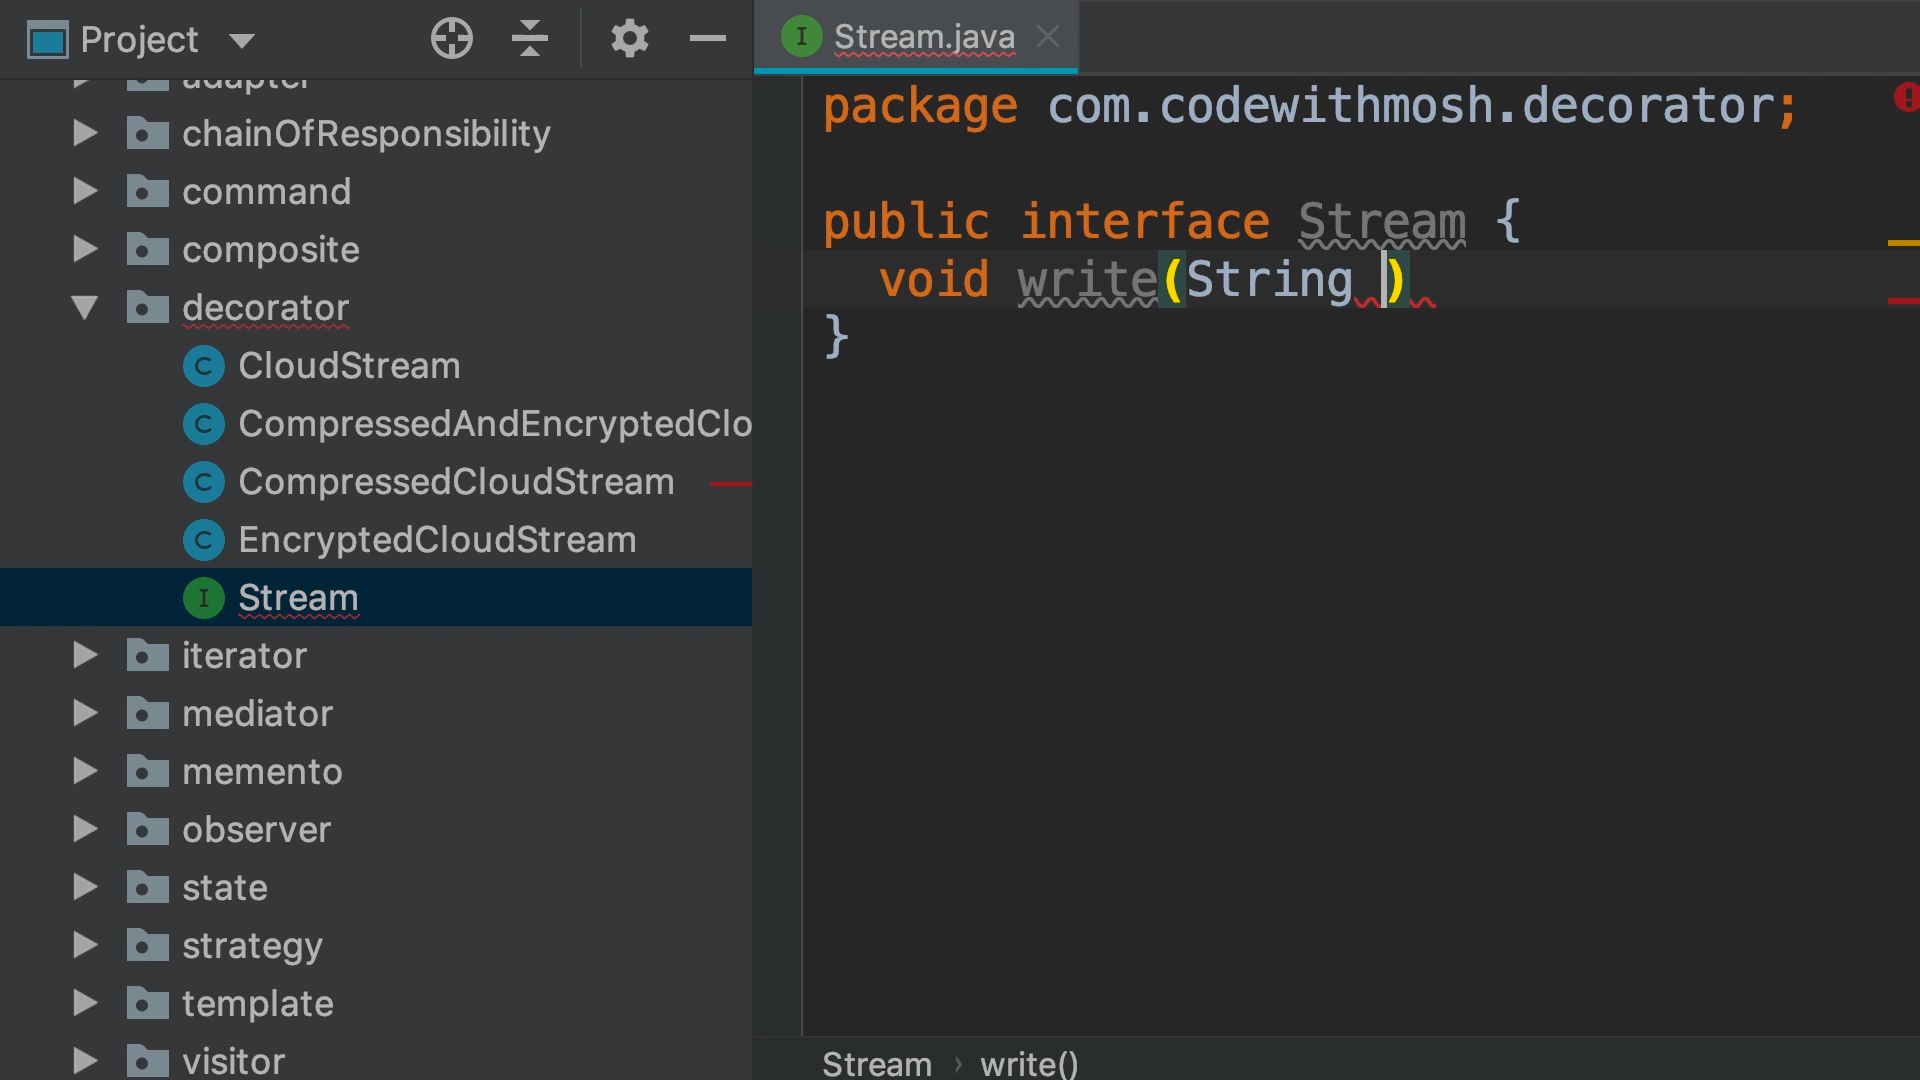 Project
adapter
chainOfResponsibility
command
composite
decorator
CloudStream
CompressedAndEncryptedClo
CompressedCloudStream
EncryptedCloudStream
Stream
iterator
mediator
memento
observer
state
strategy
template
visitor
Stream.java
package com.codewithmosh.decorator;
public interface Stream {
void write(String )
}
Stream › write()